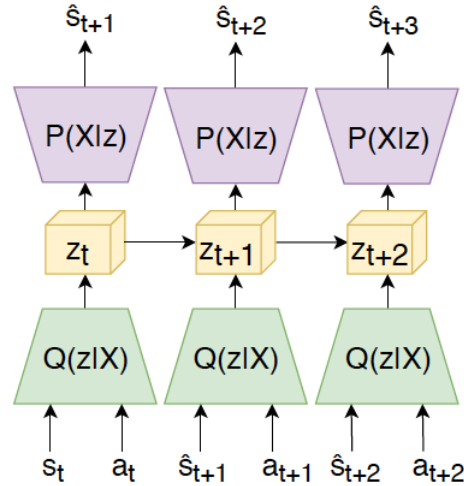 ŝt+1 ŝt+2 ŝt+3
P(X|z) P(X|z) P(X|z)
zt zt+1 zt+2
Q(z|X) Q(z|X) Q(z|X)
st at ŝt+1 at+1 ŝt+2 at+2